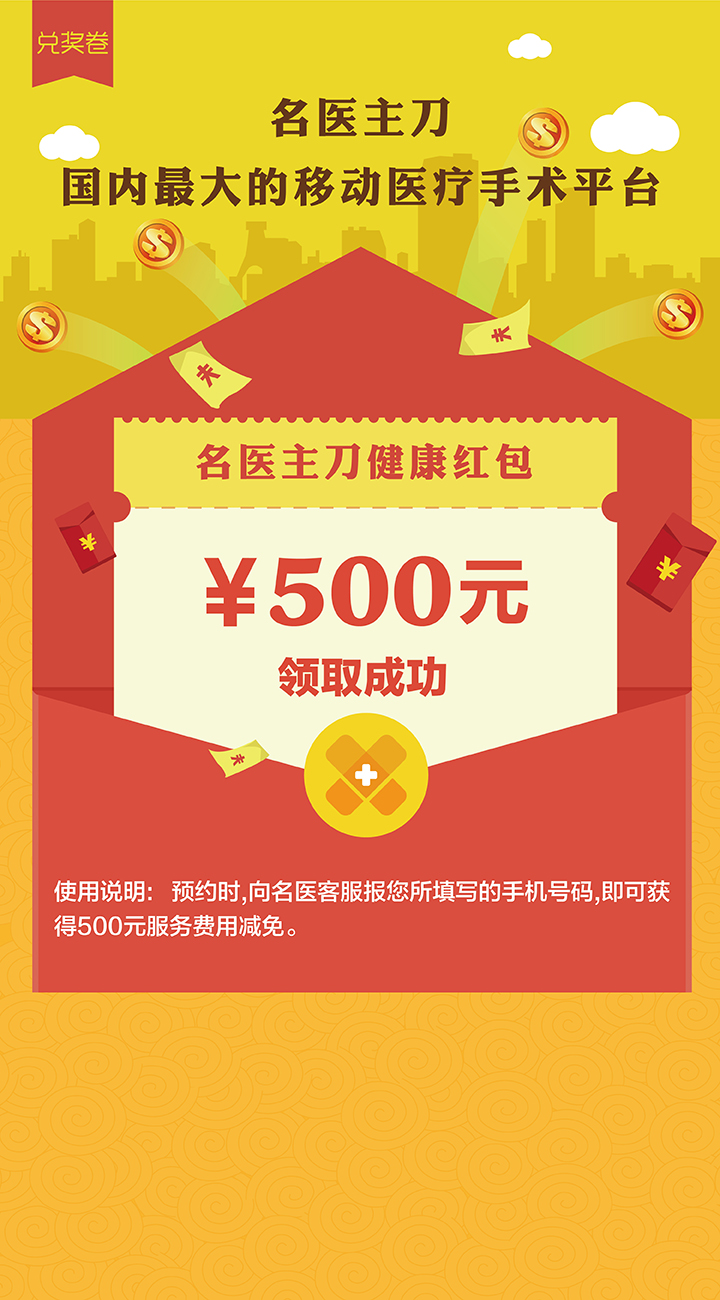 兑奖卷
名医主刀
国内最大的移动医疗手术平台
名医主刀健康红包
¥500元
领取成功
¥
¥
使用说明： 预约时,向名医客服报您所填写的手机号码,即可获
得500元服务费用减免。